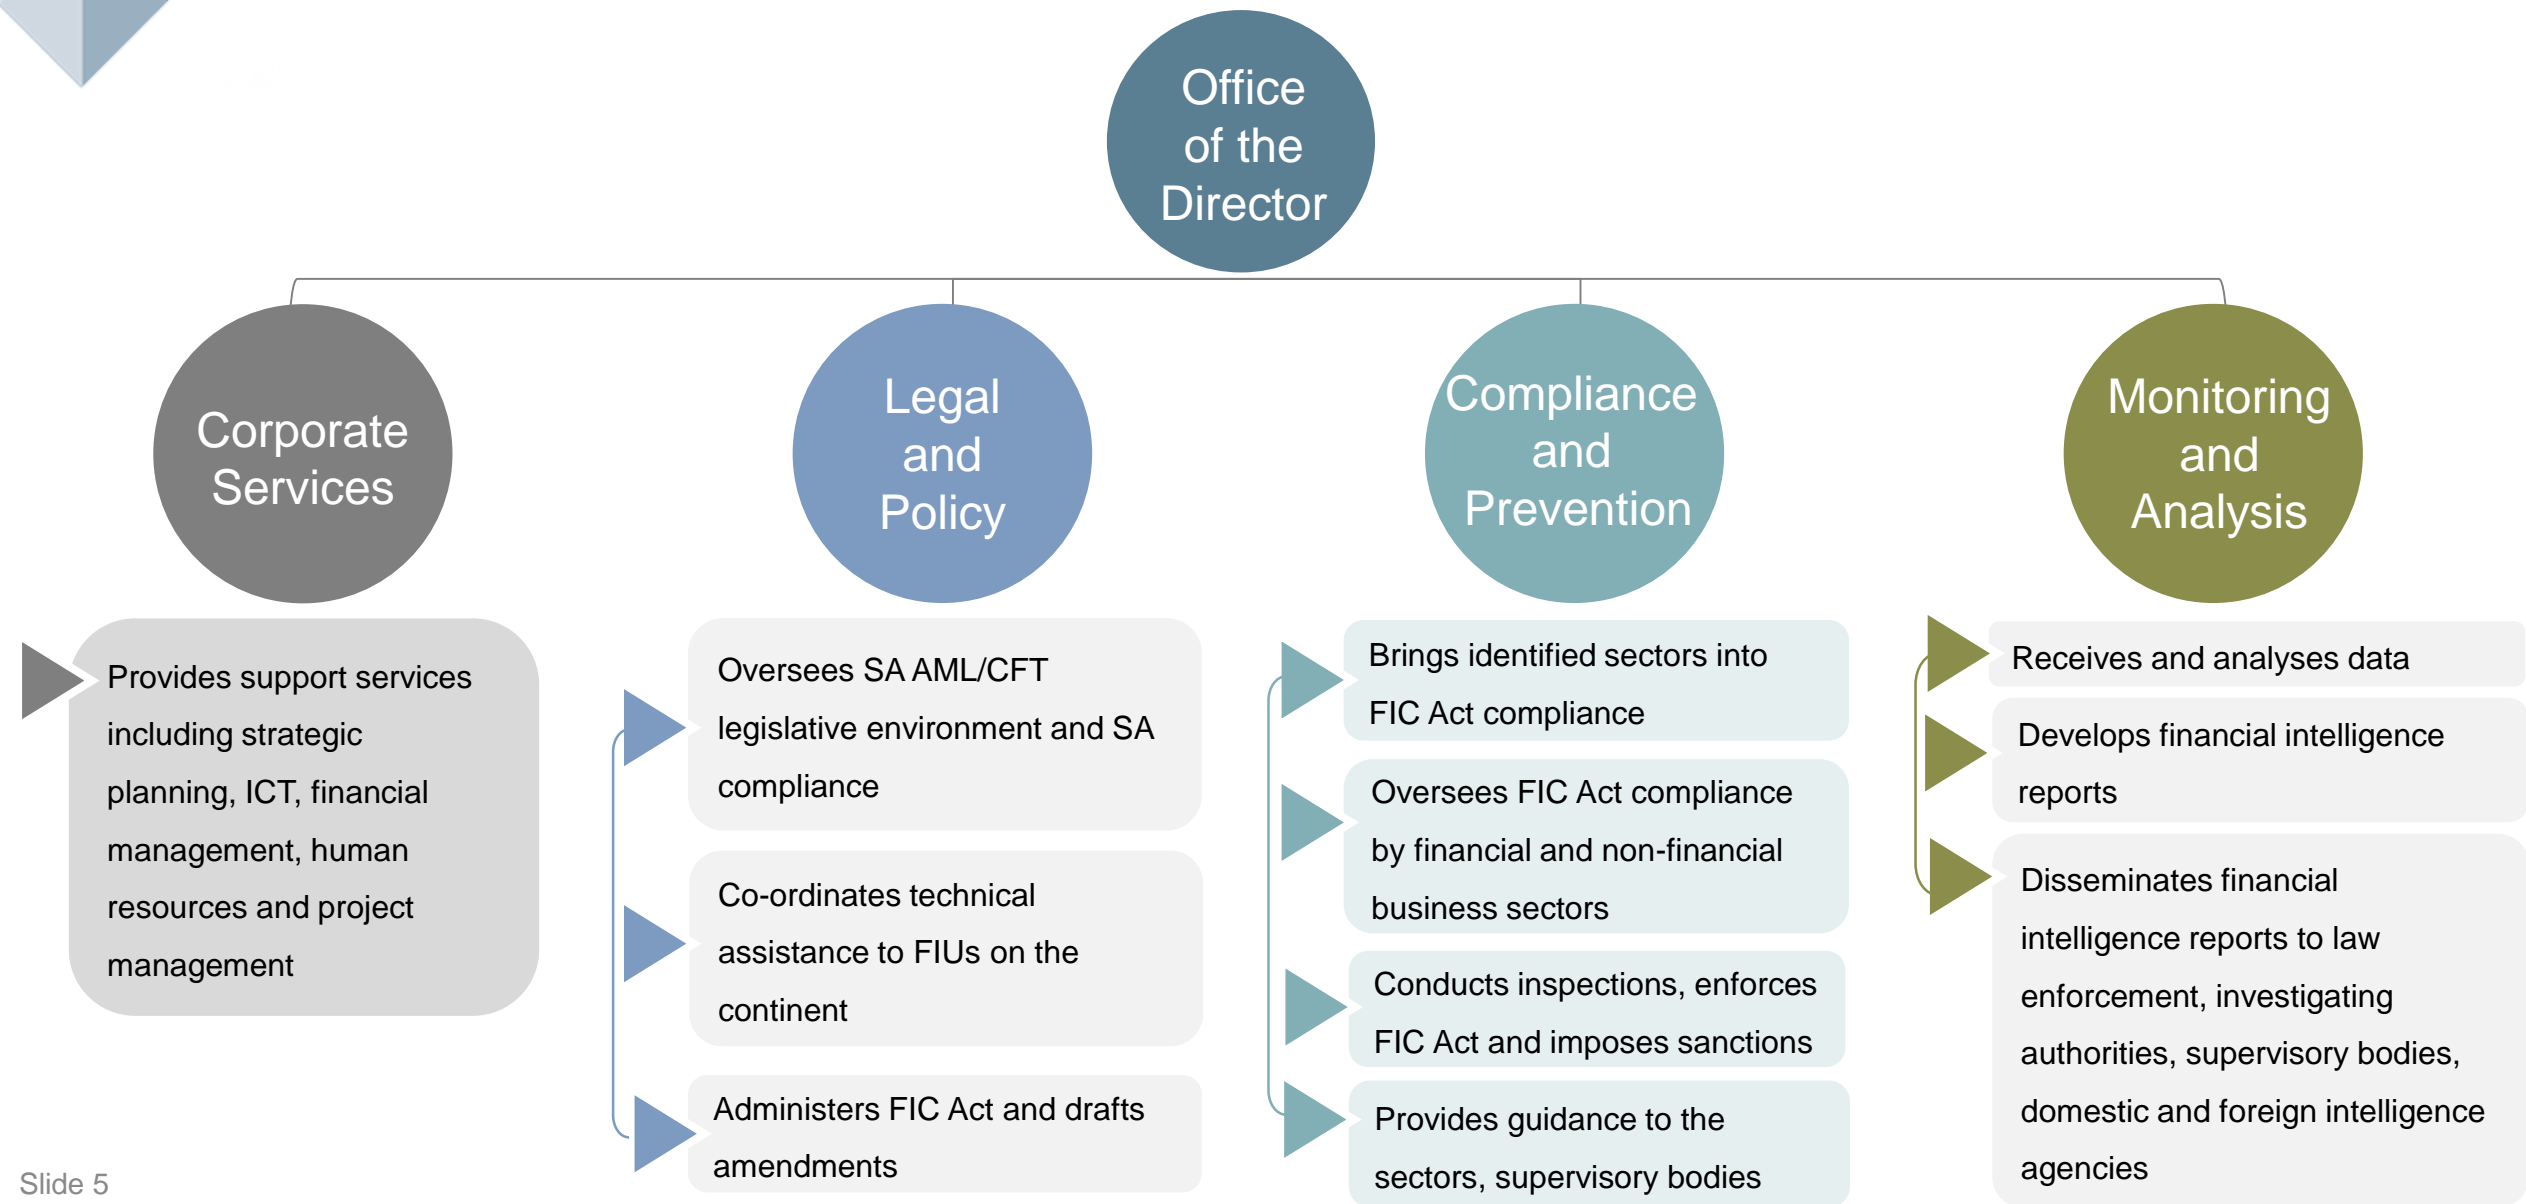 Office
of the
Director
Corporate
Services
Provides support services
including strategic
planning, ICT, financial
management, human
resources and project
management
Legal
and
Policy
Oversees SA AML/CFT
legislative environment and SA
compliance
Co-ordinates technical
assistance to FIUs on the
continent
Administers FIC Act and drafts
amendments
Compliance
and
Prevention
Brings identified sectors into
FIC Act compliance
Oversees FIC Act compliance
by financial and non-financial
business sectors
Conducts inspections, enforces
FIC Act and imposes sanctions
Provides guidance to the
sectors, supervisory bodies
Monitoring
and
Analysis
Receives and analyses data
Develops financial intelligence
reports
Disseminates financial
intelligence reports to law
enforcement, investigating
authorities, supervisory bodies,
domestic and foreign intelligence
agencies
Slide 5